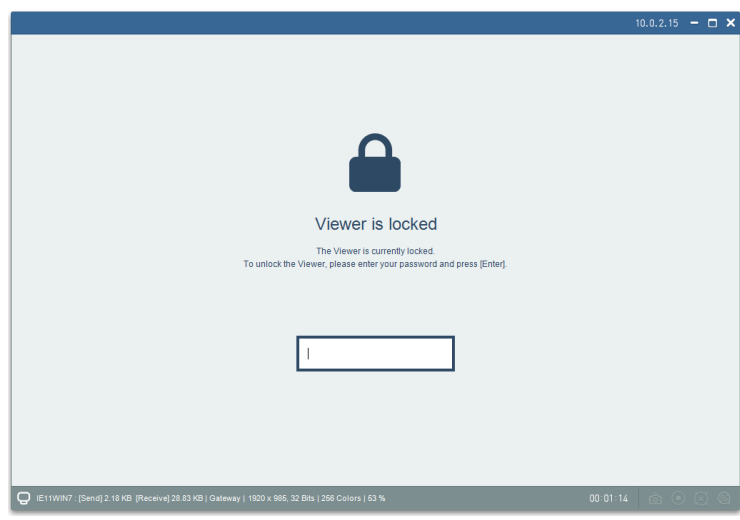 10.0.2.15
Viewer is locked
The Viewer is currently locked.
To unlock the Viewer, please enter your password and press [Enter].
IE11WIN7 : [Send] 2.18 KB [Receive] 28.83 KB | Gateway | 1920 x 985, 32 Bits | 256 Colors | 53 % 00:01:14